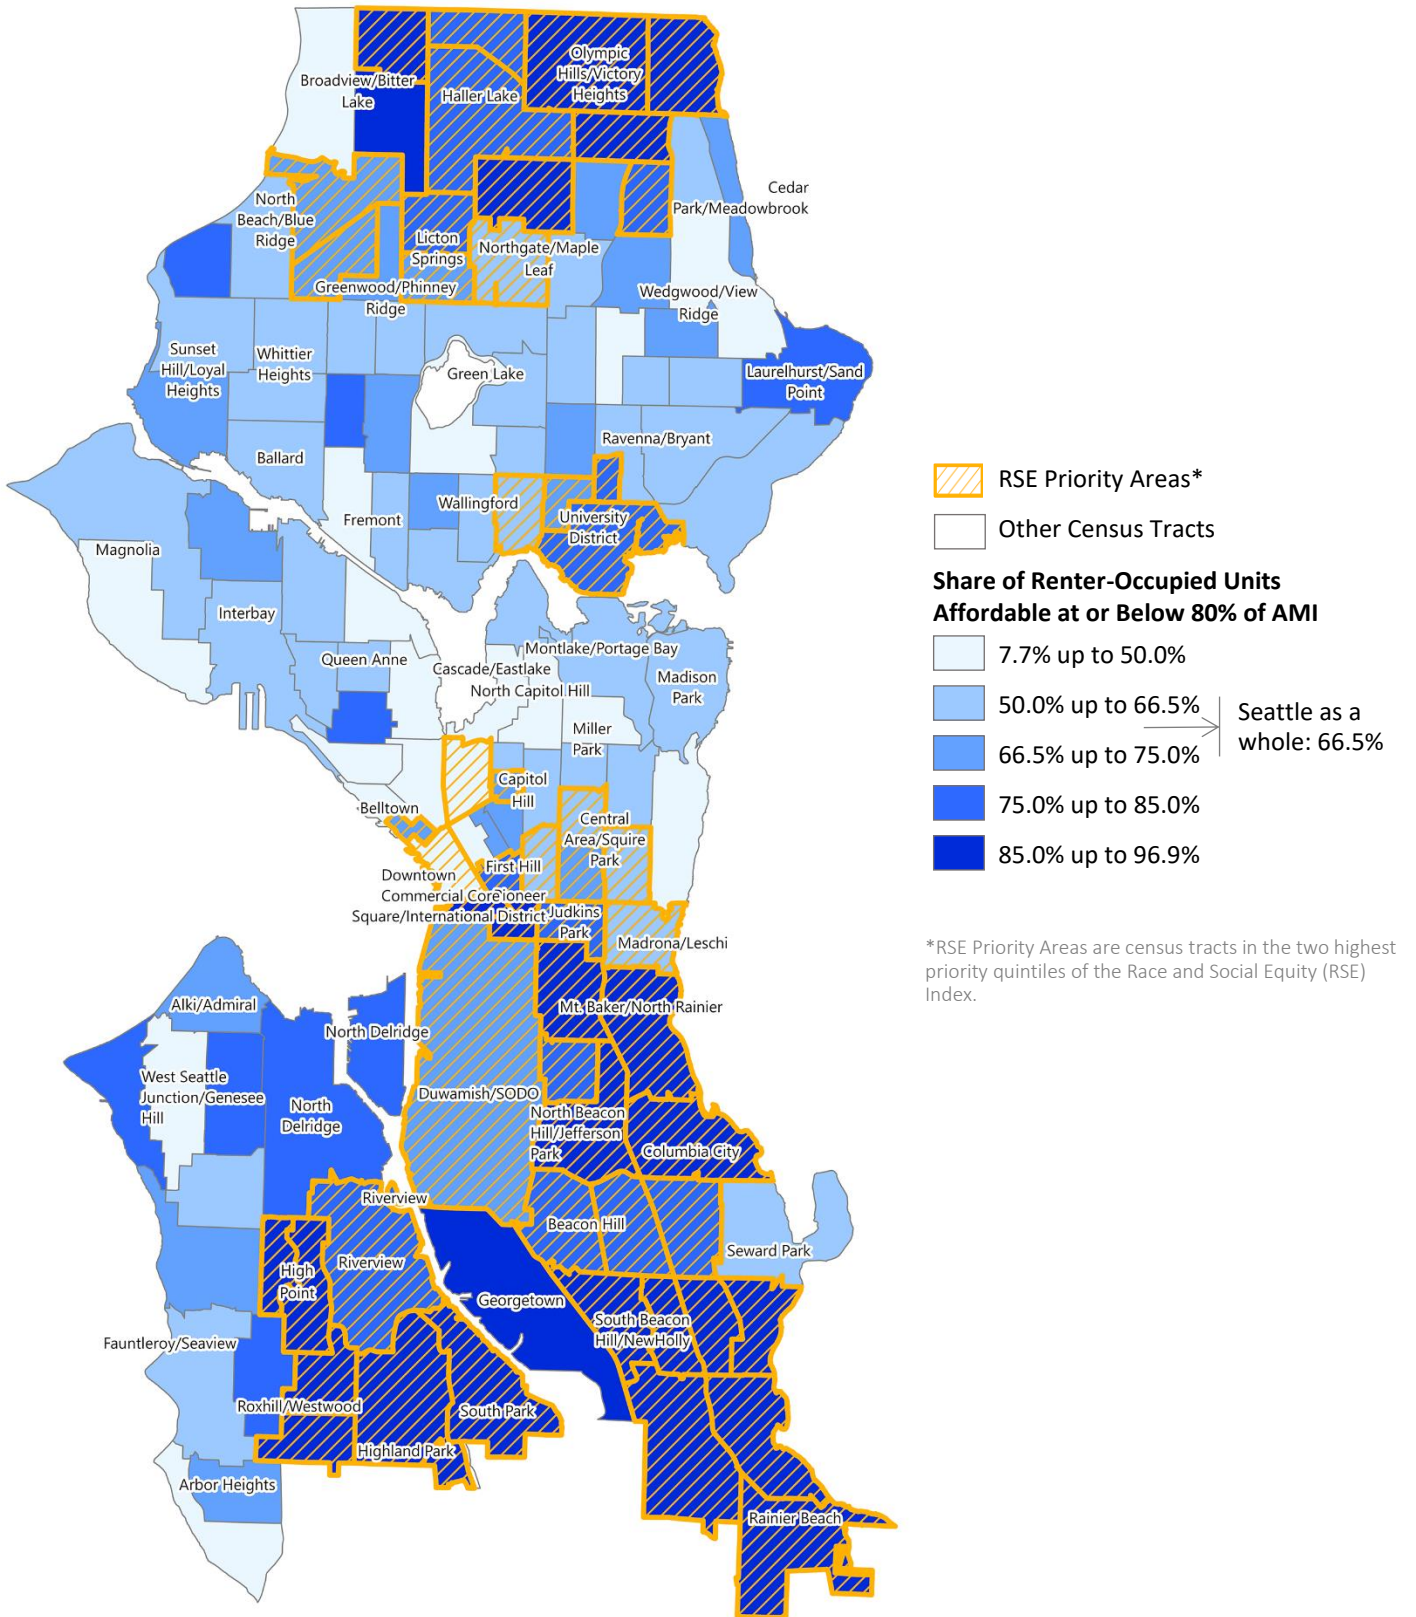 Olympic
Hills/Victory
Heights
Broadview/Bitter
Lake
Haller Lake
Cedar
Park/Meadowbrook
North
Beach/Blue
Ridge
Licton
Springs
Northgate/Maple
Leaf
Greenwood/Phinney
Ridge
Wedgwood/View
Ridge
Sunset
Hill/Loyal
Heights
Whittier
Heights
Green Lake
Laurelhurst/Sand
Point
Ravenna/Bryant
Ballard
Wallingford
Fremont
University
District
Magnolia
Interbay
Queen Anne
Montlake/Portage Bay
Cascade/Eastlake
North Capitol Hill
Madison
Park
Miller
Park
Capitol
Hill
Belltown
Central
Area/Squire
Park
First Hill
Downtown
Commercial Core
Pioneer
Square/International District
Judkins
Park
Madrona/Leschi
Alki/Admiral
North Delridge
Mt. Baker/North Rainier
West Seattle
Junction/Genesee
Hill
North
Delridge
Duwamish/SODO
North Beacon
Hill/Jefferson
Park
Columbia City
Riverview
Beacon Hill
Seward Park
Riverview
High
Point
Georgetown
South Beacon
Hill/NewHolly
Fauntleroy/Seaview
Roxhill/Westwood
South Park
Highland Park
Arbor Heights
Rainier Beach
RSE Priority Areas*
Other Census Tracts
Share of Renter-Occupied Units
Affordable at or Below 80% of AMI
7.7% up to 50.0%
50.0% up to 66.5%
66.5% up to 75.0%
75.0% up to 85.0%
85.0% up to 96.9%
Seattle as a
whole: 66.5%
*RSE Priority Areas are census tracts in the two highest
priority quintiles of the Race and Social Equity (RSE)
Index.